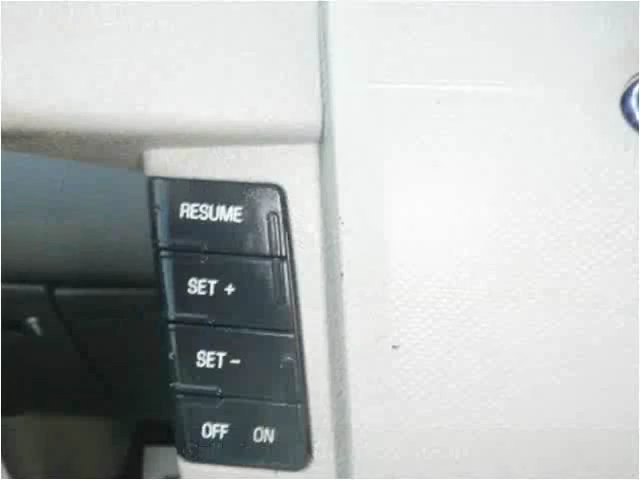 RESUME
SET +
SET -
OFF ON